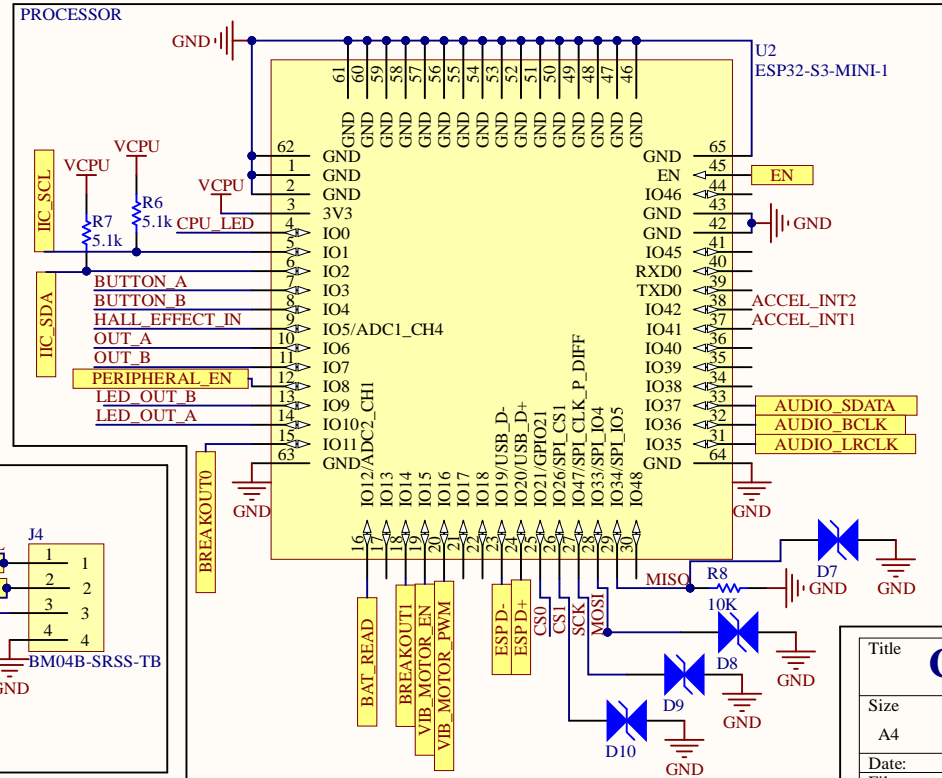 PROCESSOR
GND
U2
ESP32-S3-MINI-1
61 60 59 58 57 56 55 54 53 52 51 50 49 48 47 46
GND GND GND GND GND GND GND GND GND GND GND GND GND GND GND GND
62 GND
1 GND
2 GND
VCPU
3 3V3
CPU_LED 4 IO0
5 IO1
6 IO2
BUTTON_A 7 IO3
BUTTON_B 8 IO4
HALL_EFFECT_IN 9 IO5/ADC1_CH4
OUT_A 10 IO6
OUT_B 11 IO7
PERIPHERAL_EN 12 IO8
LED_OUT_B 13 IO9
LED_OUT_A 14 IO10
15 IO11
63 GND
GND
IIC_SCL
VCPU
R7
5.1k
VCPU
R6
5.1k
IIC_SDA
BREAKOUT0
GND 65
EN 45 EN
IO46 44
GND 43
GND 42
GND
IO45 41
RXD0 40
TXD0 39
IO42 38 ACCEL_INT2
IO41 37 ACCEL_INT1
IO40 36
IO39 35
IO38 34
IO37 33 AUDIO_SDATA
IO36 32 AUDIO_BCLK
IO35 31 AUDIO_LRCLK
GND 64
GND
IO12/ADC2_CH1 16 BAT_READ
IO13 17
IO14 18 BREAKOUT1
IO15 19 VIB_MOTOR_EN
IO16 20 VIB_MOTOR_PWM
IO17 21
IO18 22
IO19/USB_D- 23 ESP D-
IO20/USB_D+ 24 ESP D+
IO21/GPIO21 25 CS0
IO26/SPI_CS1 26 CS1
IO47/SPI_CLK_P_DIFF 27 SCK
IO33/SPI_IO4 28 MOSI
IO34/SPI_IO5 29 MISO
IO48 30
R8
10K
GND
D7
GND
D8
GND
D9
GND
D10
GND
J4
1 1
2 2
3 3
4 4
BM04B-SRSS-TB
GND
Title
Size
A4
Date: